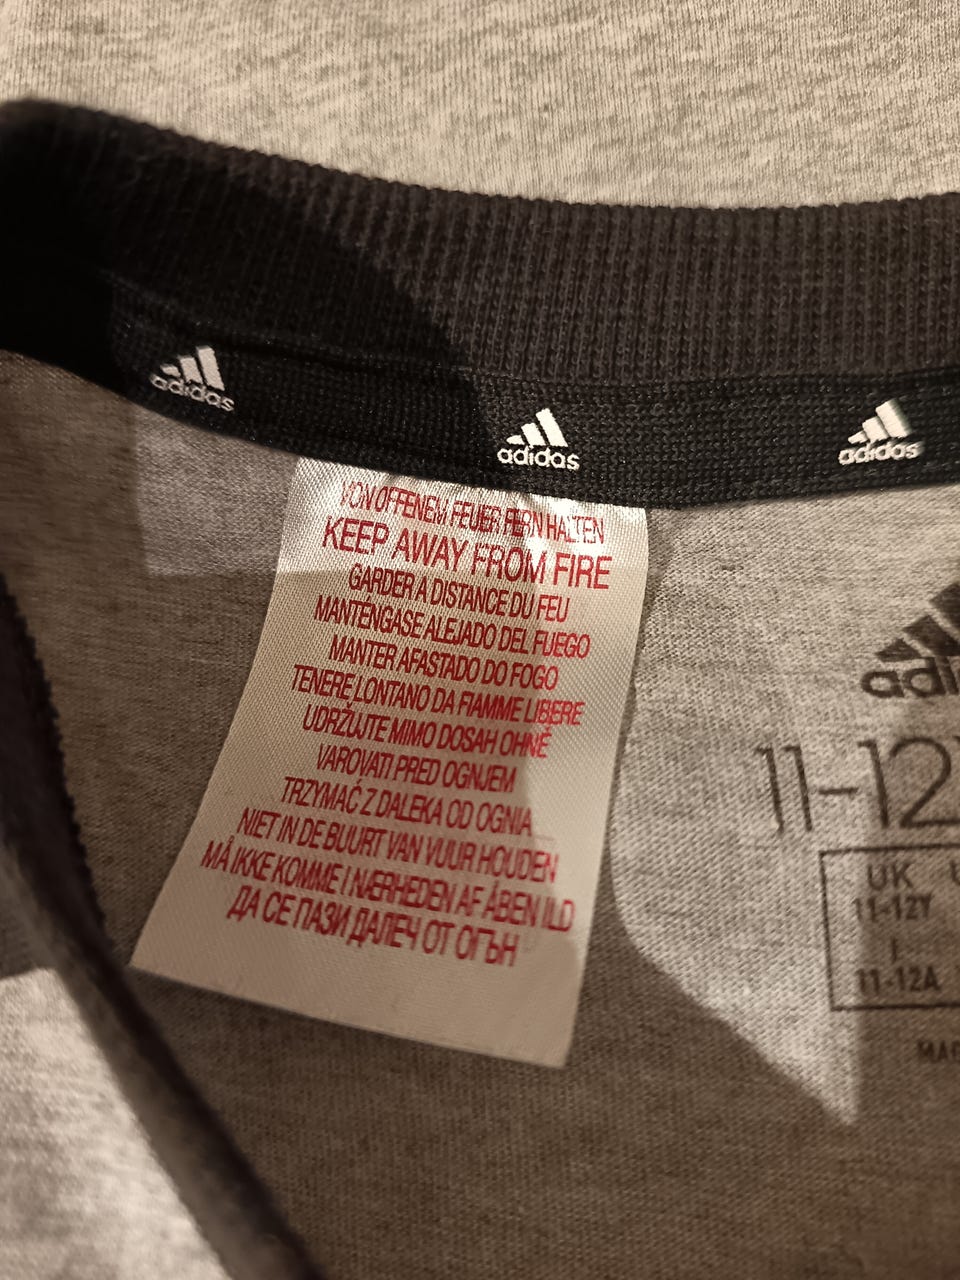 adidas
adidas
adidas
VON OFFENEM FEUER FERN HALTEN
KEEP AWAY FROM FIRE
GARDER A DISTANCE DU FEU
MANTENGASE ALEJADO DEL FUEGO
MANTER AFASTADO DO FOGO
TENERE LONTANO DA FIAMME LIBERE
UDRŽUJTE MIMO DOSAH OHNĚ
VAROVATI PRED OGNJEM
TRZYMAĆ Z DALEKA OD OGNIA
NIET IN DE BUURT VAN VUUR HOUDEN
MÅ IKKE KOMME I NÆRHEDEN AF ÅBEN ILD
ДА СЕ ПАЗИ ДАЛЕЧ ОТ ОГЪН
adi
11-12
UK
11-12Y
I
11-12A